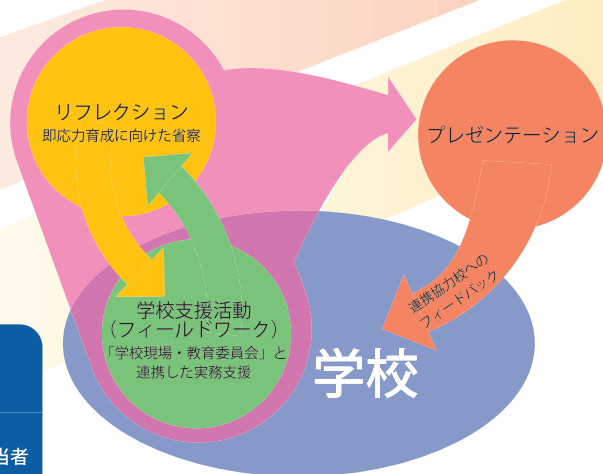 リフレクション
即応力育成に向けた省察
プレゼンテーション
連携協力校への
フィードバック
学校支援活動
（フィールドワーク）
「学校現場・教育委員会」と
連携した実務支援
学校
当者